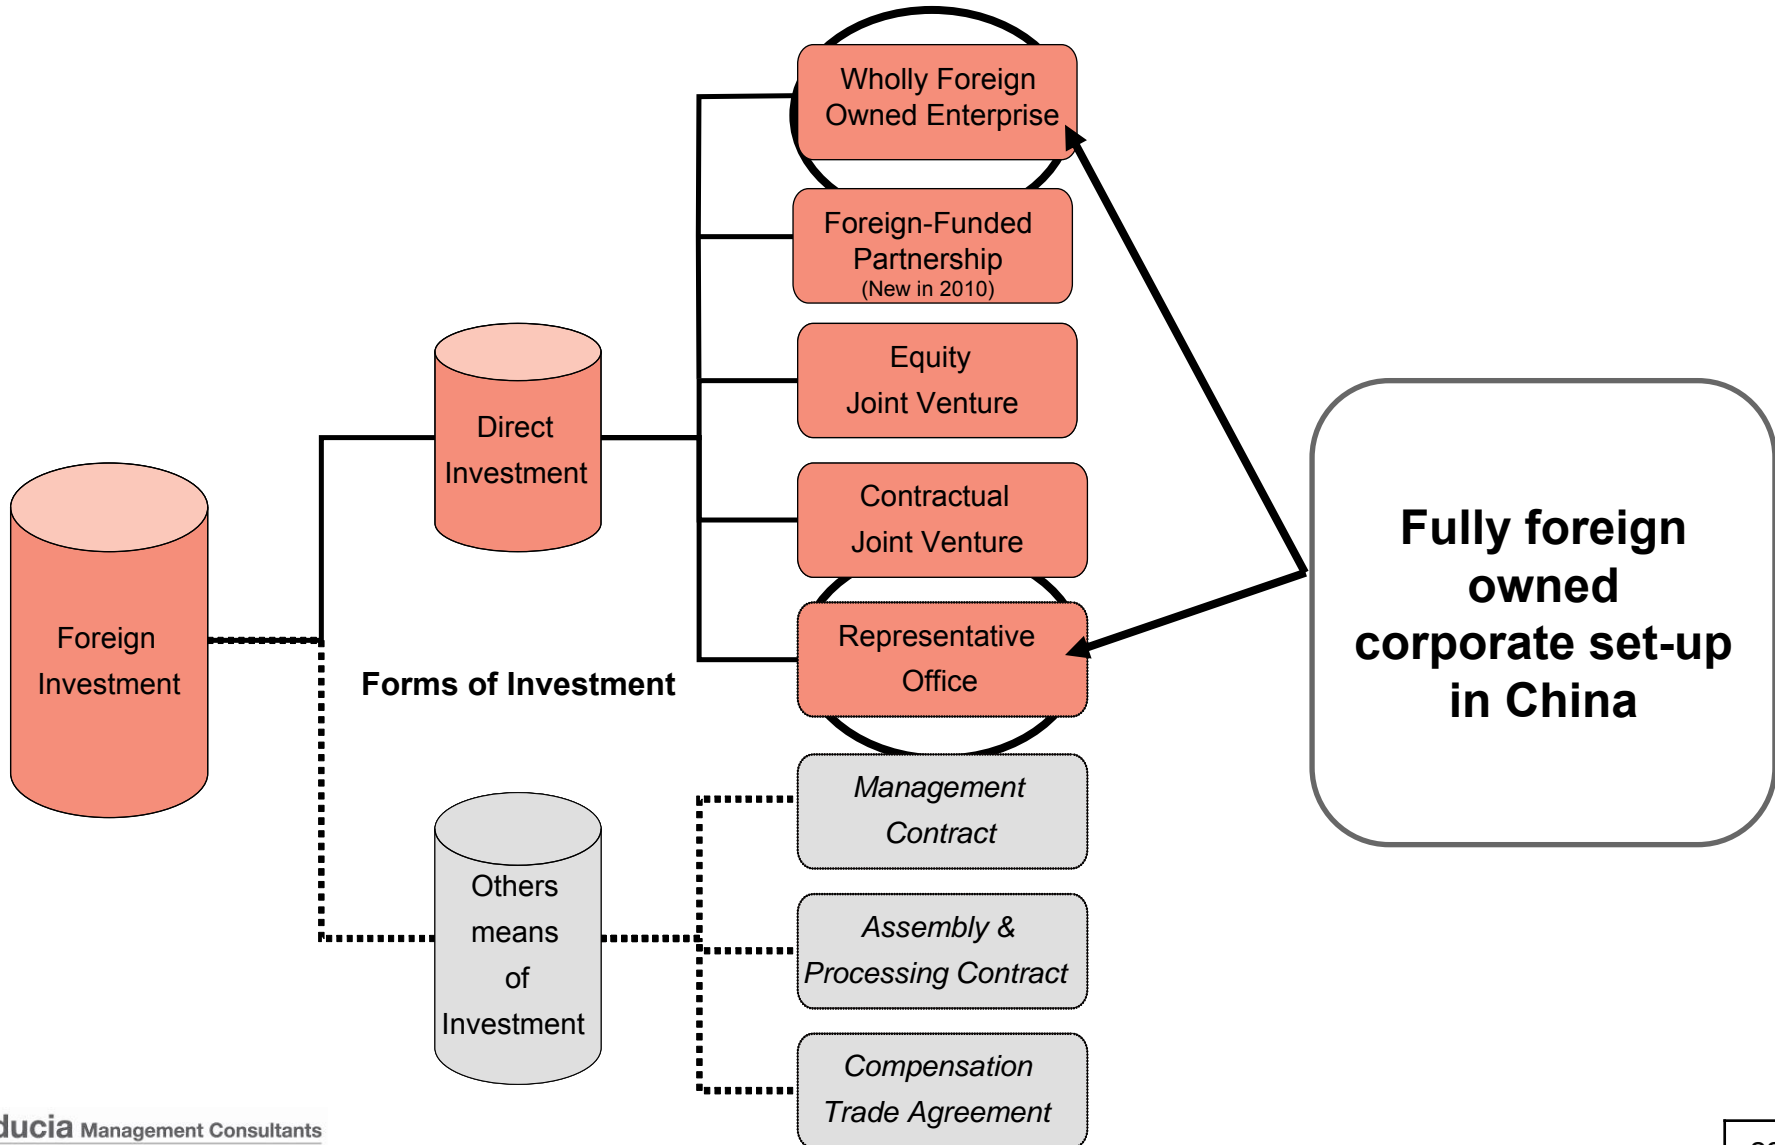 Wholly Foreign
Owned Enterprise
Foreign-Funded
Partnership
(New in 2010)
Equity
Joint Venture
Direct
Investment
Contractual
Joint Venture
Fully foreign
owned
corporate set-up
in China
Foreign
Investment
Forms of Investment
Representative
Office
Management
Contract
Others
means
of
Investment
Assembly &
Processing Contract
Compensation
Trade Agreement
Management Consultants